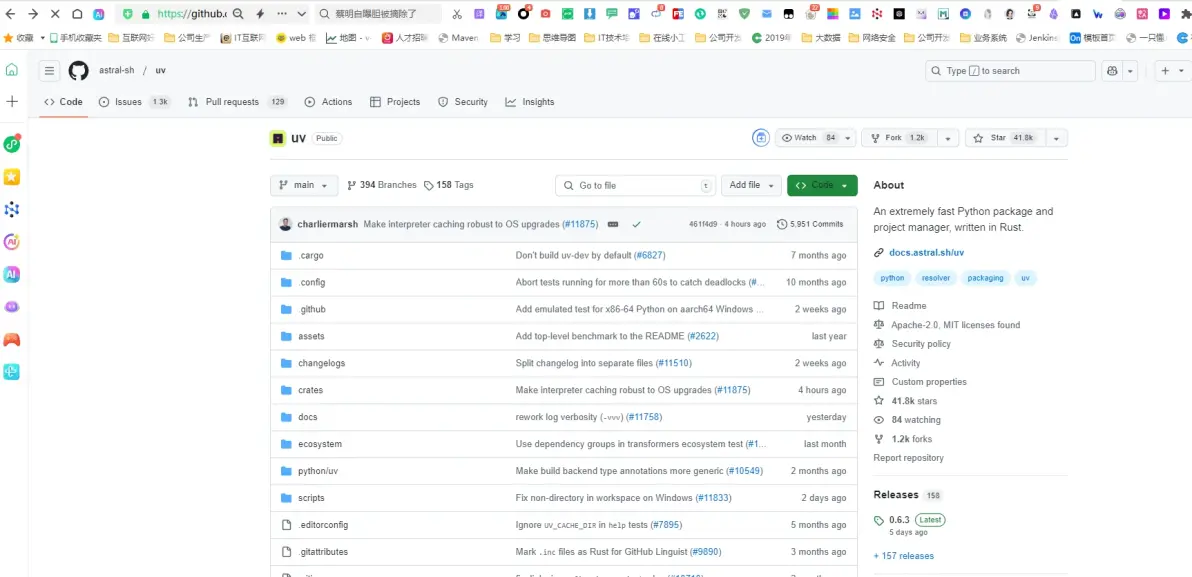 https://github.c
蔡明自曝胆被摘除了
收藏 手机收藏夹 互联网 公司生产 IT互联网 web 地图 人才招聘 Maven 学习 思维导图 IT技术 在线小工 公司开发 2019年 大数据 网络安全 公司开发 业务系统 Jenkins 模板首页 一只
astral-sh / uv
Type / to search
Code Issues 1.3k Pull requests 129 Actions Projects Security Insights
uv Public
Watch 84 Fork 1.2k Star 41.8k
main 394 Branches 158 Tags Go to file t Add file Code
charliermarsh Make interpreter caching robust to OS upgrades (#11875) 461f4d9 · 4 hours ago 5,951 Commits
.cargo Don't build uv-dev by default (#6827) 7 months ago
.config Abort tests running for more than 60s to catch deadlocks (#... 10 months ago
.github Add emulated test for x86-64 Python on aarch64 Windows ... 2 weeks ago
assets Add top-level benchmark to the README (#2622) last year
changelogs Split changelog into separate files (#11510) 2 weeks ago
crates Make interpreter caching robust to OS upgrades (#11875) 4 hours ago
docs rework log verbosity (-vvv) (#11758) yesterday
ecosystem Use dependency groups in transformers ecosystem test (#1... last month
python/uv Make build backend type annotations more generic (#10549) 2 months ago
scripts Fix non-directory in workspace on Windows (#11833) 2 days ago
.editorconfig Ignore UV_CACHE_DIR in help tests (#7895) 5 months ago
.gitattributes Mark .inc files as Rust for GitHub Linguist (#9890) 3 months ago
About
An extremely fast Python package and
project manager, written in Rust.
docs.astral.sh/uv
python resolver packaging uv
Readme
Apache-2.0, MIT licenses found
Security policy
Activity
Custom properties
41.8k stars
84 watching
1.2k forks
Report repository
Releases 158
0.6.3 Latest
5 days ago
+ 157 releases